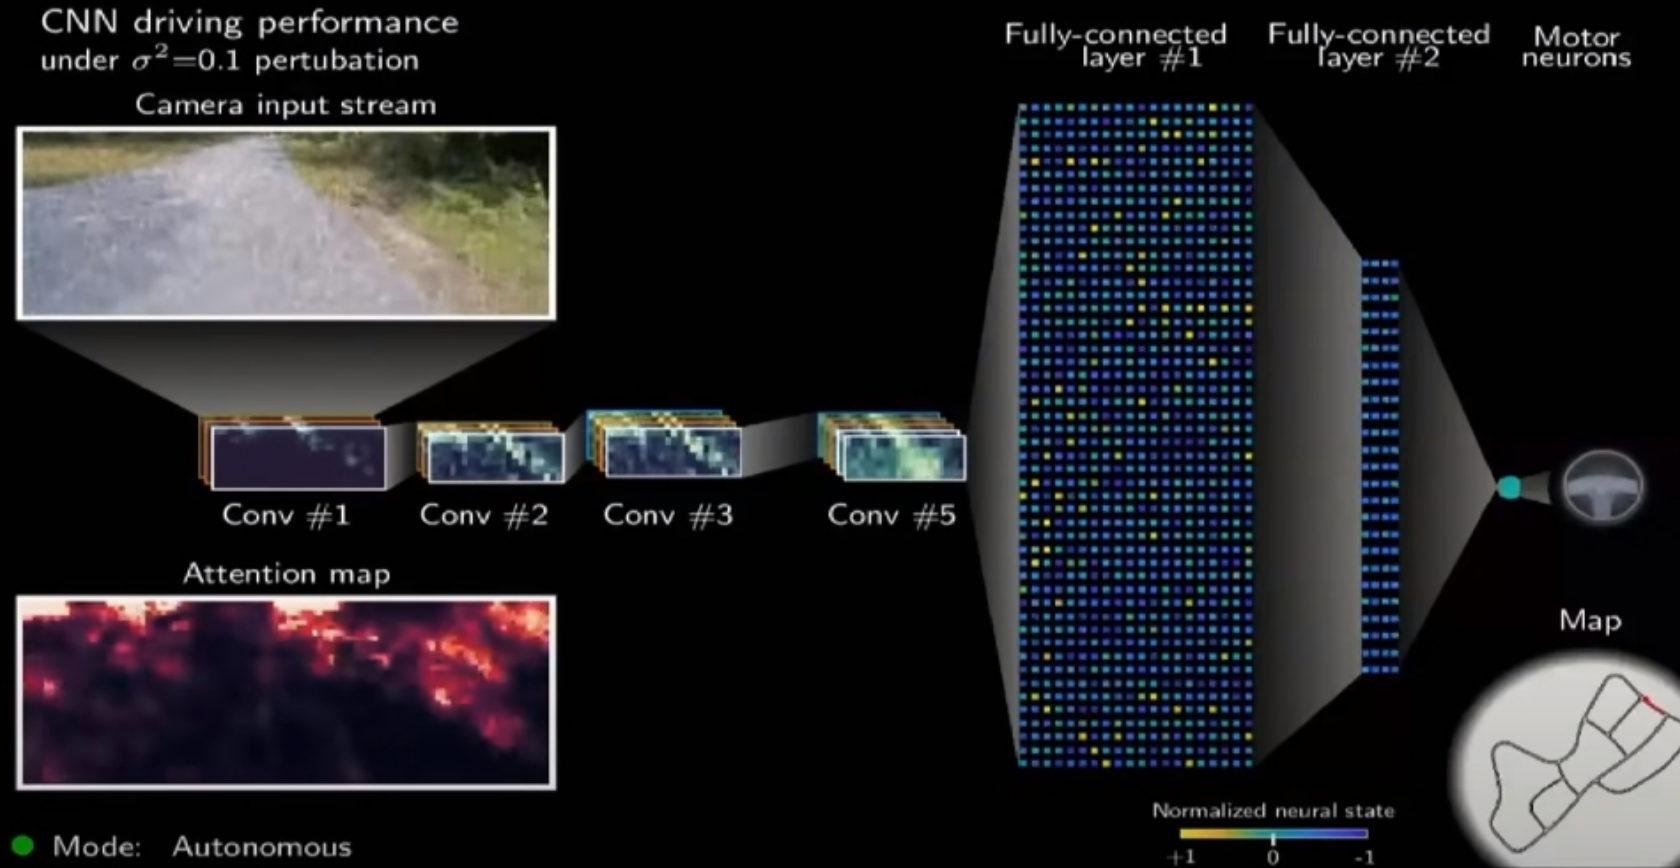 CNN driving performance
under σ²=0.1 pertubation
Camera input stream
Fully-connected
layer #1
Fully-connected
layer #2
Motor
neurons
Conv #1
Conv #2
Conv #3
Conv #5
Attention map
Map
Normalized neural state
+1 0 -1
Mode: Autonomous